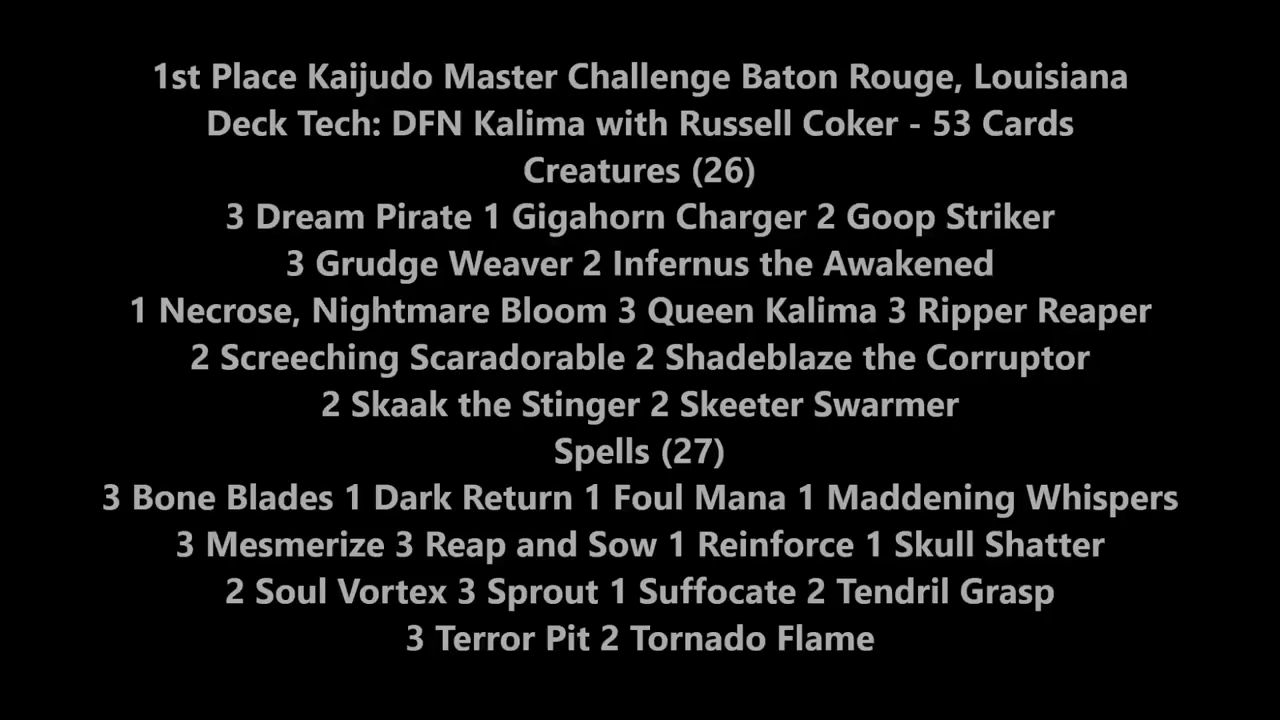 1st Place Kaijudo Master Challenge Baton Rouge, Louisiana
Deck Tech: DFN Kalima with Russell Coker - 53 Cards
Creatures (26)
3 Dream Pirate 1 Gigahorn Charger 2 Goop Striker
3 Grudge Weaver 2 Infernus the Awakened
1 Necrose, Nightmare Bloom 3 Queen Kalima 3 Ripper Reaper
2 Screeching Scaradorable 2 Shadeblaze the Corruptor
2 Skaak the Stinger 2 Skeeter Swarmer
Spells (27)
3 Bone Blades 1 Dark Return 1 Foul Mana 1 Maddening Whispers
3 Mesmerize 3 Reap and Sow 1 Reinforce 1 Skull Shatter
2 Soul Vortex 3 Sprout 1 Suffocate 2 Tendril Grasp
3 Terror Pit 2 Tornado Flame